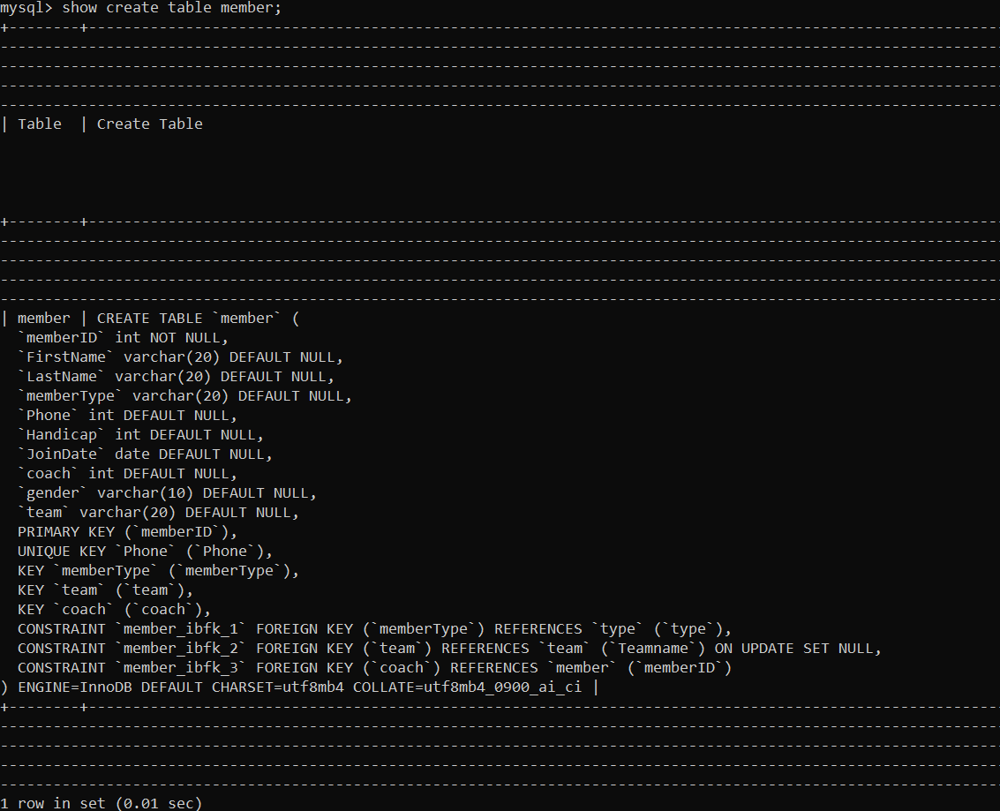 mysql> show create table member;
+--------+-------------------------------------------------------------------------------------------------------
-----------------------------------------------------------------------------------------------------------------
-----------------------------------------------------------------------------------------------------------------
-----------------------------------------------------------------------------------------------------------------
-----------------------------------------------------------------------------------------------------------------
| Table  | Create Table
+--------+-------------------------------------------------------------------------------------------------------
-----------------------------------------------------------------------------------------------------------------
-----------------------------------------------------------------------------------------------------------------
-----------------------------------------------------------------------------------------------------------------
-----------------------------------------------------------------------------------------------------------------
| member | CREATE TABLE `member` (
  `memberID` int NOT NULL,
  `FirstName` varchar(20) DEFAULT NULL,
  `LastName` varchar(20) DEFAULT NULL,
  `memberType` varchar(20) DEFAULT NULL,
  `Phone` int DEFAULT NULL,
  `Handicap` int DEFAULT NULL,
  `JoinDate` date DEFAULT NULL,
  `coach` int DEFAULT NULL,
  `gender` varchar(10) DEFAULT NULL,
  `team` varchar(20) DEFAULT NULL,
  PRIMARY KEY (`memberID`),
  UNIQUE KEY `Phone` (`Phone`),
  KEY `memberType` (`memberType`),
  KEY `team` (`team`),
  KEY `coach` (`coach`),
  CONSTRAINT `member_ibfk_1` FOREIGN KEY (`memberType`) REFERENCES `type` (`type`),
  CONSTRAINT `member_ibfk_2` FOREIGN KEY (`team`) REFERENCES `team` (`Teamname`) ON UPDATE SET NULL,
  CONSTRAINT `member_ibfk_3` FOREIGN KEY (`coach`) REFERENCES `member` (`memberID`)
) ENGINE=InnoDB DEFAULT CHARSET=utf8mb4 COLLATE=utf8mb4_0900_ai_ci |
+--------+-------------------------------------------------------------------------------------------------------
-----------------------------------------------------------------------------------------------------------------
-----------------------------------------------------------------------------------------------------------------
-----------------------------------------------------------------------------------------------------------------
-----------------------------------------------------------------------------------------------------------------
1 row in set (0.01 sec)